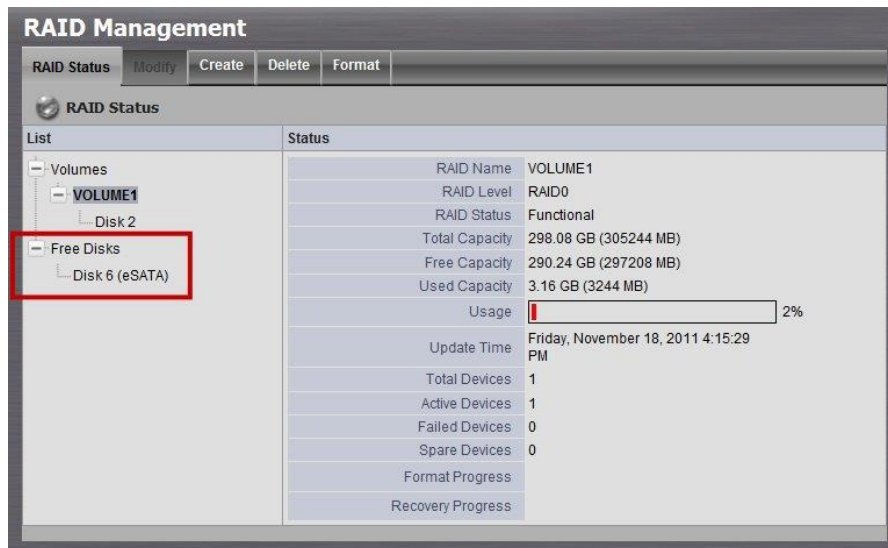 RAID Management
RAID Status Modify Create Delete Format
RAID Status
List Status
Volumes
VOLUME1
Disk 2
Free Disks
Disk 6 (eSATA)
RAID Name VOLUME1
RAID Level RAID0
RAID Status Functional
Total Capacity 298.08 GB (305244 MB)
Free Capacity 290.24 GB (297208 MB)
Used Capacity 3.16 GB (3244 MB)
Usage 2%
Update Time Friday, November 18, 2011 4:15:29
PM
Total Devices 1
Active Devices 1
Failed Devices 0
Spare Devices 0
Format Progress
Recovery Progress